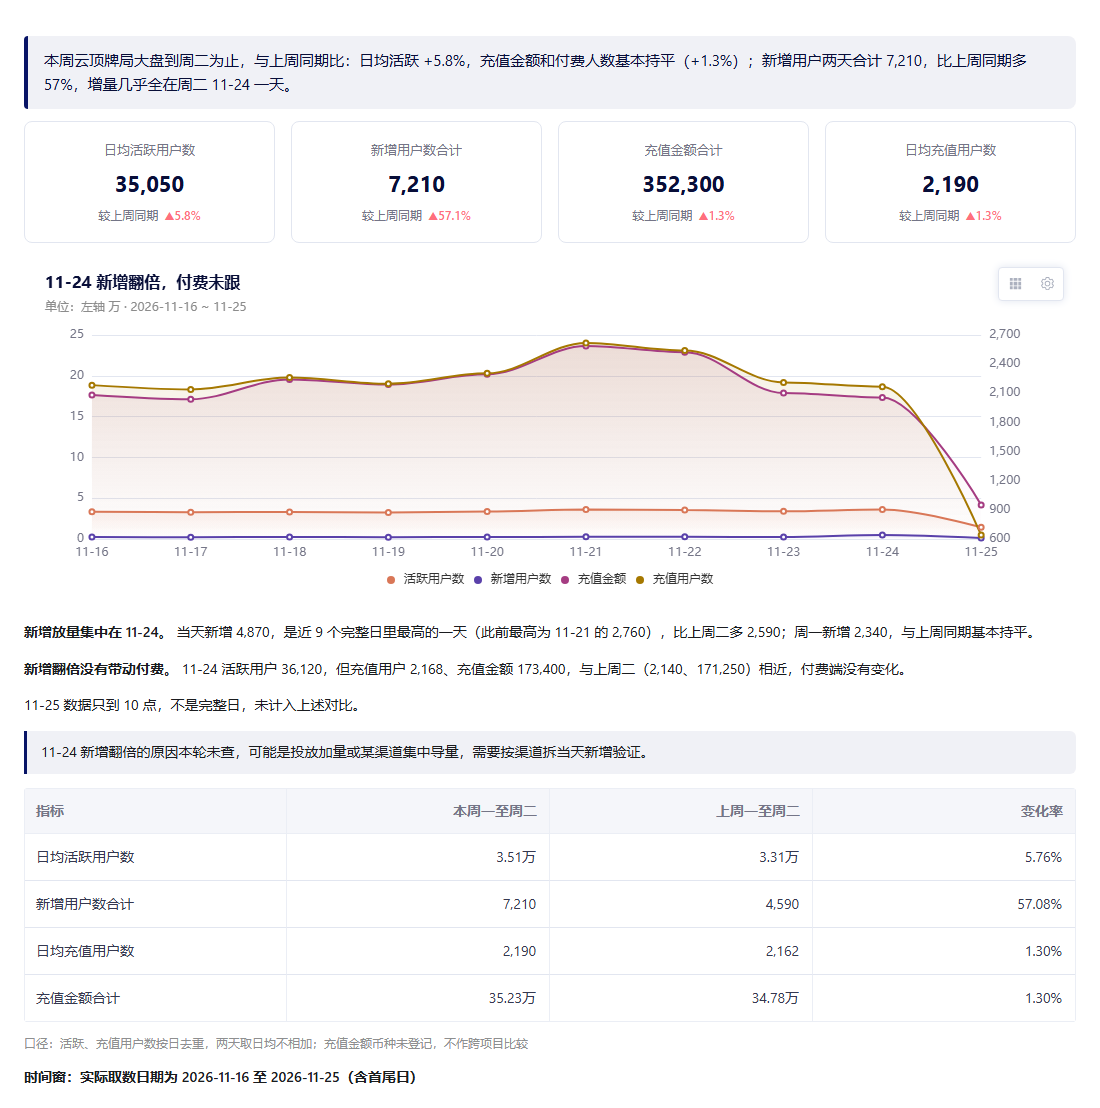 本周云顶牌局大盘到周二为止，与上周同期比：日均活跃 +5.8%，充值金额和付费人数基本持平（+1.3%）；新增用户两天合计 7,210，比上周同期多
57%，增量几乎全在周二 11-24 一天。
日均活跃用户数
35,050
较上周同期 ▲5.8%
新增用户数合计
7,210
较上周同期 ▲57.1%
充值金额合计
352,300
较上周同期 ▲1.3%
日均充值用户数
2,190
较上周同期 ▲1.3%
11-24 新增翻倍，付费未跟
单位：左轴 万 · 2026-11-16 ~ 11-25
25
20
15
10
5
0
2,700
2,400
2,100
1,800
1,500
1,200
900
600
11-16 11-17 11-18 11-19 11-20 11-21 11-22 11-23 11-24 11-25
活跃用户数 新增用户数 充值金额 充值用户数
新增放量集中在 11-24。 当天新增 4,870，是近 9 个完整日里最高的一天（此前最高为 11-21 的 2,760），比上周二多 2,590；周一新增 2,340，与上周同期基本持平。
新增翻倍没有带动付费。 11-24 活跃用户 36,120，但充值用户 2,168、充值金额 173,400，与上周二（2,140、171,250）相近，付费端没有变化。
11-25 数据只到 10 点，不是完整日，未计入上述对比。
11-24 新增翻倍的原因本轮未查，可能是投放加量或某渠道集中导量，需要按渠道拆当天新增验证。
指标 本周一至周二 上周一至周二 变化率
日均活跃用户数 3.51万 3.31万 5.76%
新增用户数合计 7,210 4,590 57.08%
日均充值用户数 2,190 2,162 1.30%
充值金额合计 35.23万 34.78万 1.30%
口径：活跃、充值用户数按日去重，两天取日均不相加；充值金额币种未登记，不作跨项目比较
时间窗：实际取数日期为 2026-11-16 至 2026-11-25（含首尾日）